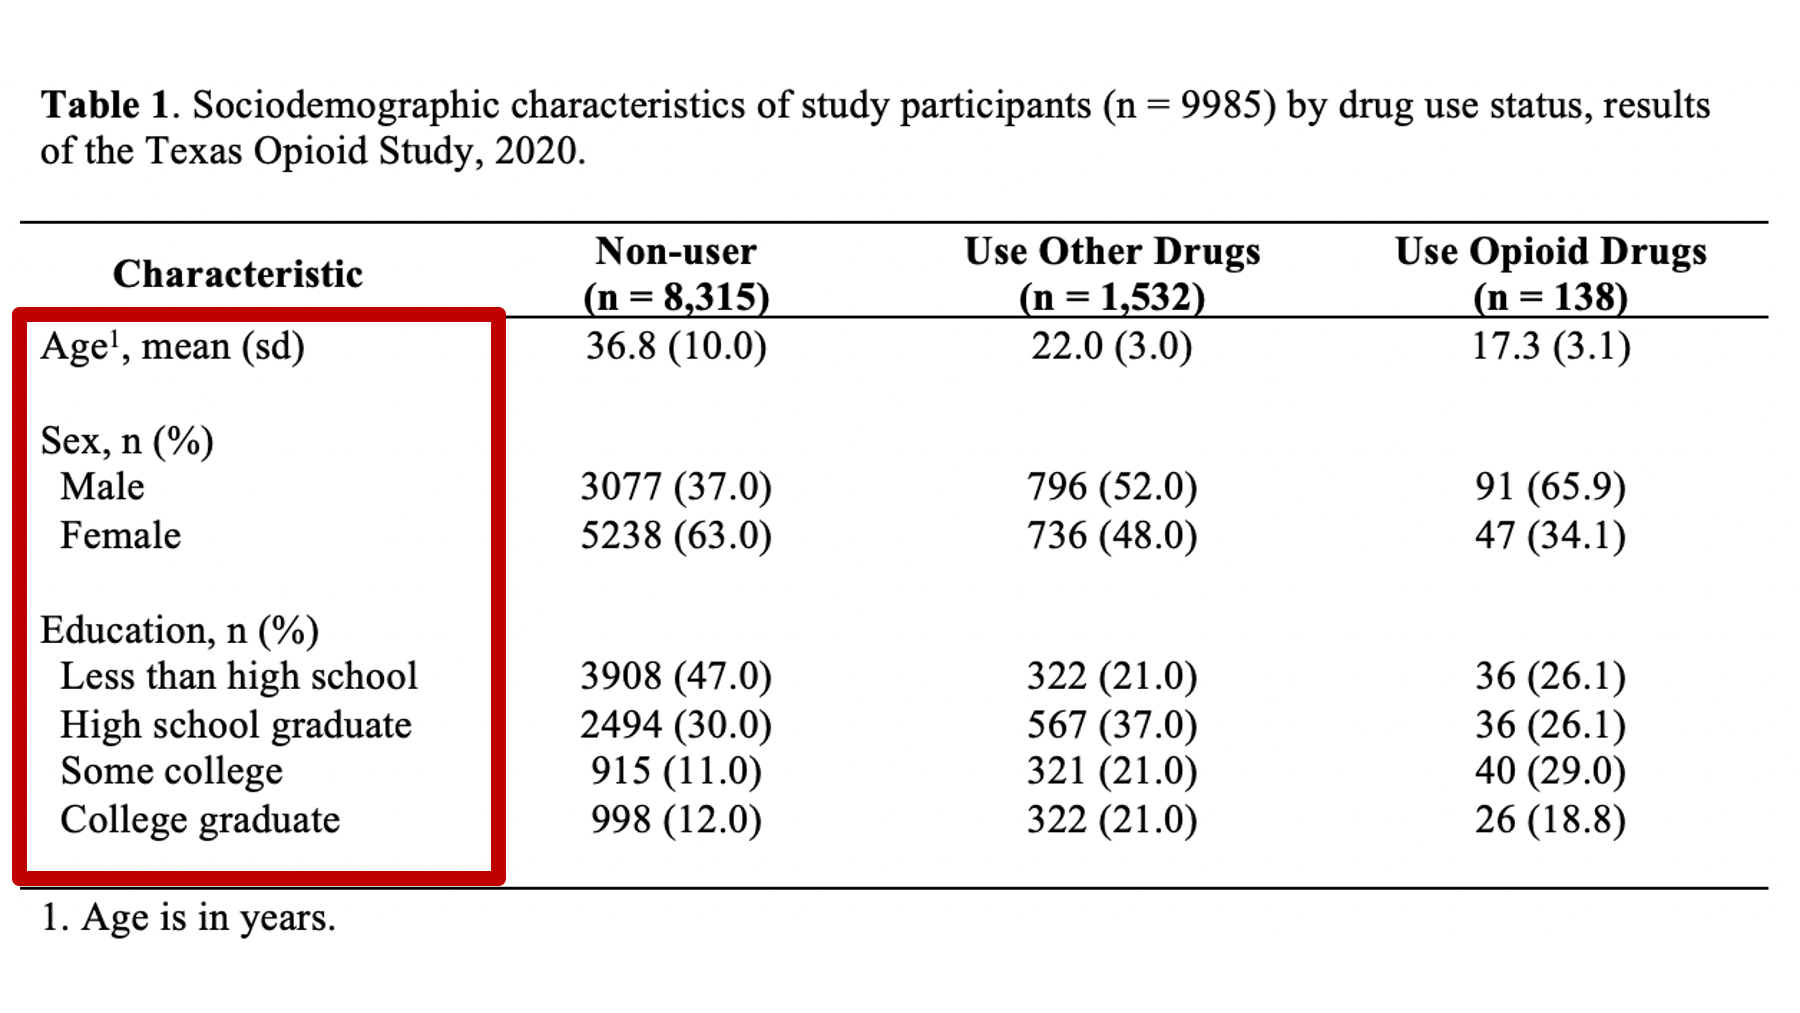 Table 1. Sociodemographic characteristics of study participants (n = 9985) by drug use status, results
of the Texas Opioid Study, 2020.
Characteristic Non-user (n = 8,315) Use Other Drugs (n = 1,532) Use Opioid Drugs (n = 138)
Age¹, mean (sd) 36.8 (10.0) 22.0 (3.0) 17.3 (3.1)
Sex, n (%)
Male 3077 (37.0) 796 (52.0) 91 (65.9)
Female 5238 (63.0) 736 (48.0) 47 (34.1)
Education, n (%)
Less than high school 3908 (47.0) 322 (21.0) 36 (26.1)
High school graduate 2494 (30.0) 567 (37.0) 36 (26.1)
Some college 915 (11.0) 321 (21.0) 40 (29.0)
College graduate 998 (12.0) 322 (21.0) 26 (18.8)
1. Age is in years.